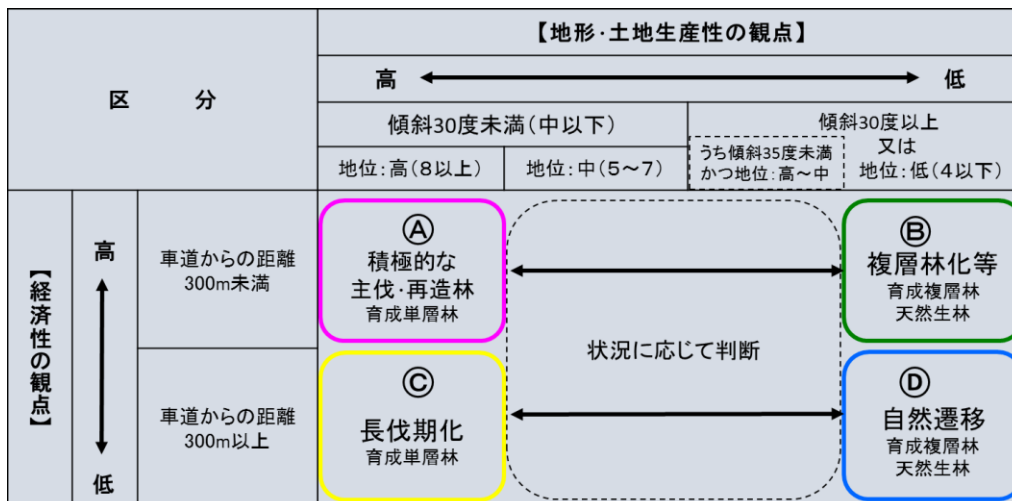 区　　分
【地形・土地生産性の観点】
高
低
傾斜30度未満(中以下)
傾斜30度以上
又は
地位:低(4以下)
地位:高(8以上)
地位:中(5～7)
うち傾斜35度未満
かつ地位:高～中
【経済性の観点】
高
低
車道からの距離
300m未満
Ⓐ
積極的な
主伐・再造林
育成単層林
Ⓑ
複層林化等
育成複層林
天然生林
状況に応じて判断
車道からの距離
300m以上
Ⓒ
長伐期化
育成単層林
Ⓓ
自然遷移
育成複層林
天然生林